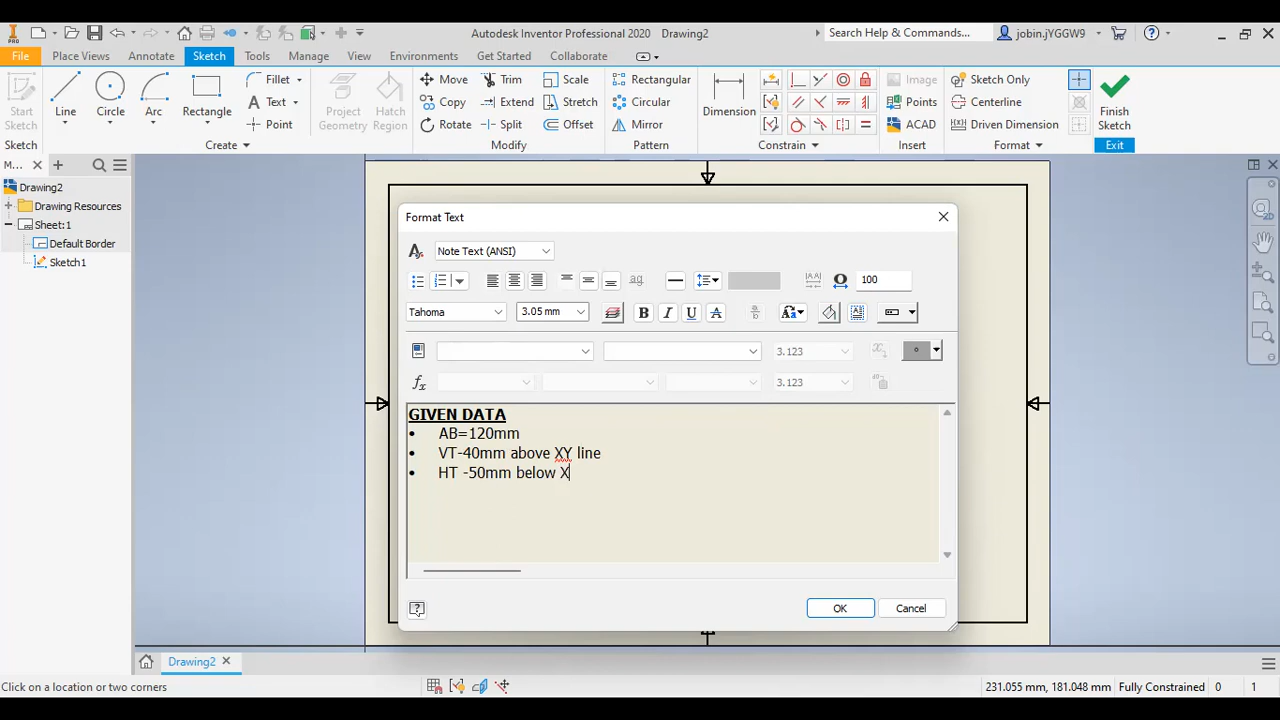 Autodesk Inventor Professional 2020 Drawing2
Search Help & Commands...
jobin.jYGGW9
File Place Views Annotate Sketch Tools Manage View Environments Get Started Collaborate
Start Sketch
Line
Circle
Arc
Rectangle
Fillet
Text
Point
Project Geometry
Hatch Region
Move
Copy
Rotate
Trim
Extend
Split
Scale
Stretch
Offset
Rectangular
Circular
Mirror
Dimension
Image
Points
ACAD
Sketch Only
Centerline
Driven Dimension
Finish Sketch
Sketch Create Modify Pattern Constrain Insert Format Exit
M...
Drawing2
Drawing Resources
Sheet:1
Default Border
Sketch1
Format Text
Note Text (ANSI)
ag
100
Tahoma
3.05 mm
B I U A
Aa
3.123
fx
3.123
GIVEN DATA
• AB=120mm
• VT-40mm above XY line
• HT -50mm below X
OK Cancel
Drawing2
Click on a location or two corners
231.055 mm, 181.048 mm Fully Constrained 0 1